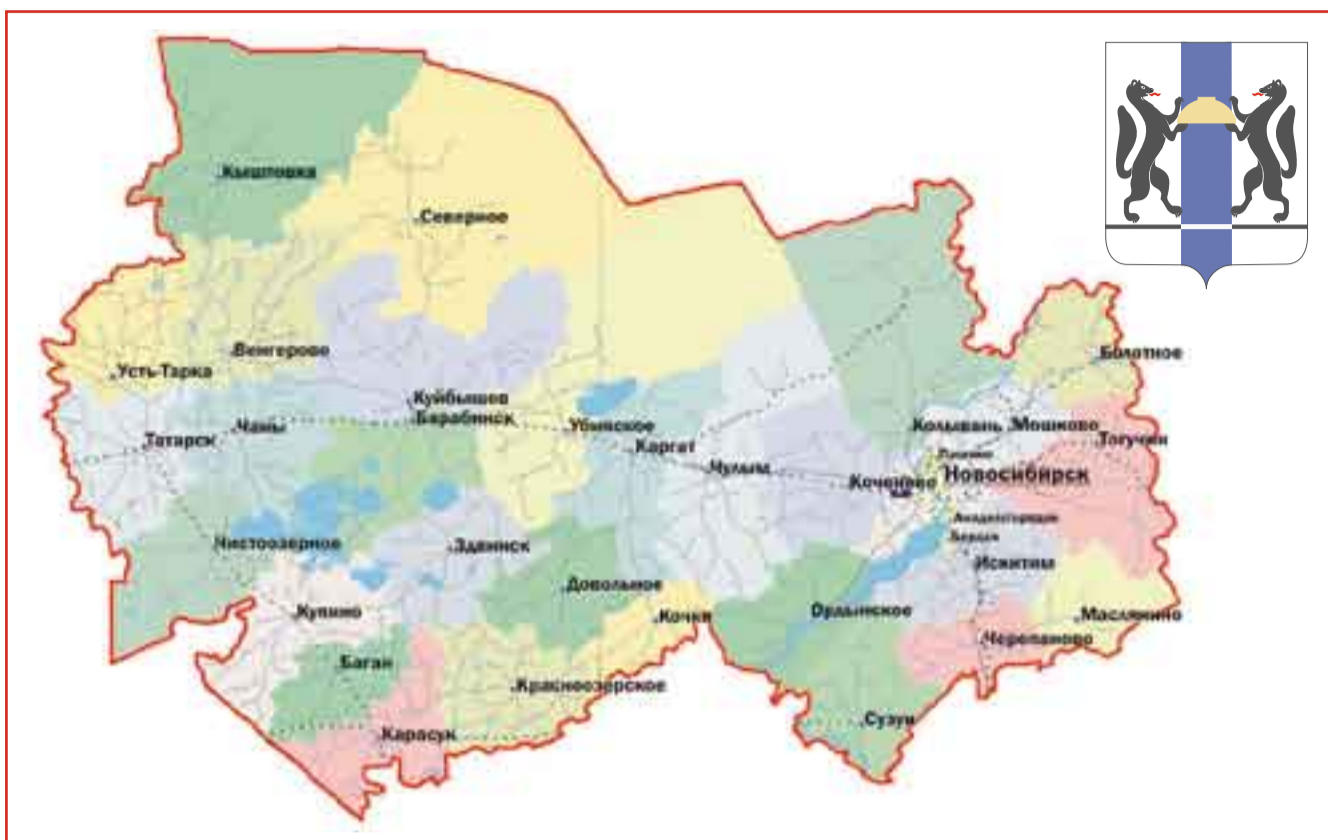 Кыштовка
Северное
Венгерово
Усть-Тарка
Болотное
Куйбышев
Барабинск
Чаны
Татарск
Убинское
Каргат
Чулым
Колывань
Мошково
Тогучин
Коченево
Новосибирск
Чистоозерное
Здвинск
Академгородок
Бердск
Искитим
Довольное
Купино
Кочки
Ордынское
Маслянино
Черепаново
Баган
Краснозерское
Карасук
Сузун